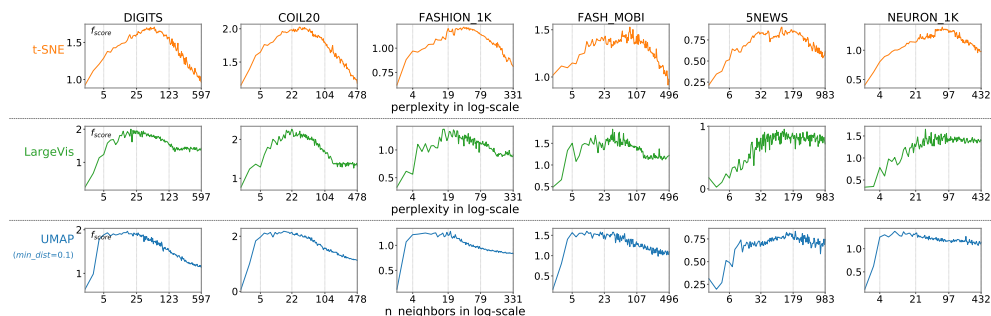 DIGITS COIL20 FASHION_1K FASH_MOBI 5NEWS NEURON_1K
t-SNE
f_score
1.5 1.0
2.0 1.5
1.00 0.75
1.5 1.0
0.75 0.50 0.25
1.0 0.5
5 25 123 597 5 22 104 478 4 19 79 331 5 23 107 496 6 32 179 983 4 21 97 432
perplexity in log-scale
LargeVis
f_score
2 1
2 1
1.0 0.5 0.0
1.5 1.0 0.5
1 0
1.5 1.0 0.5
5 25 123 597 5 22 104 478 4 19 79 331 5 23 107 496 6 32 179 983 4 21 97 432
perplexity in log-scale
UMAP
(min_dist=0.1)
f_score
2 1
2 1 0
1.0 0.5
1.5 1.0 0.5
0.75 0.50 0.25
1.0 0.5
5 25 123 597 5 22 104 478 4 19 79 331 5 23 107 496 6 32 179 983 4 21 97 432
n_neighbors in log-scale